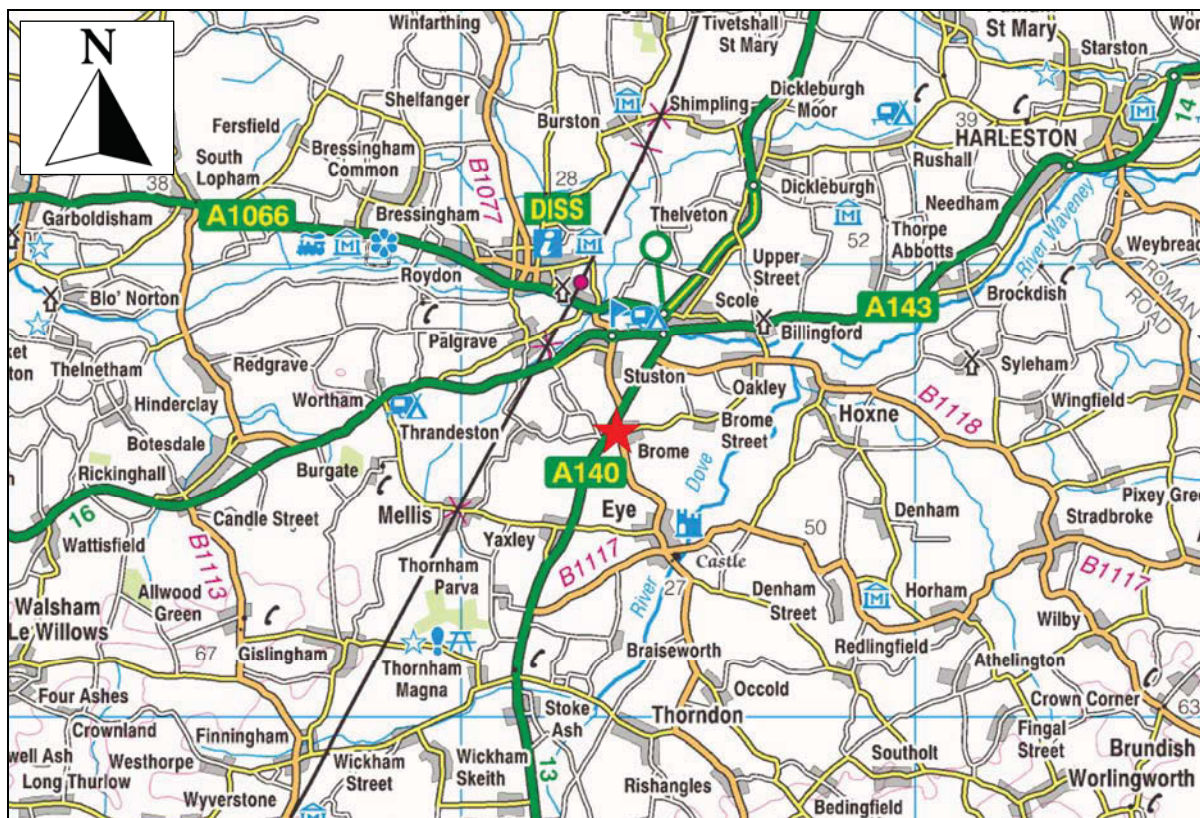 N
Winfarthing
Tivetshall
St Mary
St Mary
Starston
Shelfanger
Shimpling
Dickleburgh
Moor
14
Fersfield
Burston
39
HARLESTON
South
Lopham
Bressingham
Common
B1077
28
Rushall
38
Garboldisham
A1066
Bressingham
DISS
Thelveton
Dickleburgh
Needham
52
Thorpe
Abbotts
River Waveney
Weybread
Roydon
Upper
Street
ROMAN
ROAD
Blo' Norton
Scole
A143
Brockdish
Palgrave
Billingford
Redgrave
Thelnetham
Stuston
Oakley
Syleham
Hinderclay
Wortham
Hoxne
B1118
Wingfield
Botesdale
Thrandeston
Brome
Brome
Street
Rickinghall
Burgate
A140
Dove
16
Candle Street
Mellis
Eye
Denham
Pixey Gre
Stradbroke
50
Wattisfield
Yaxley
B1113
B1117
Castle
Thornham
Parva
B1117
Allwood
Green
River
27
Denham
Street
Horham
Walsham
Le Willows
Wilby
67
Gislingham
Braiseworth
Redlingfield
Thornham
Magna
Athelington
Four Ashes
Occold
Crown Corner
63
Crownland
Finningham
Stoke
Ash
Thorndon
Fingal
Street
well Ash
Westhorpe
Wickham
Street
Wickham
Skeith
13
Southolt
Brundish
Long Thurlow
Worlingworth
Wyverstone
Rishangles
Bedingfield